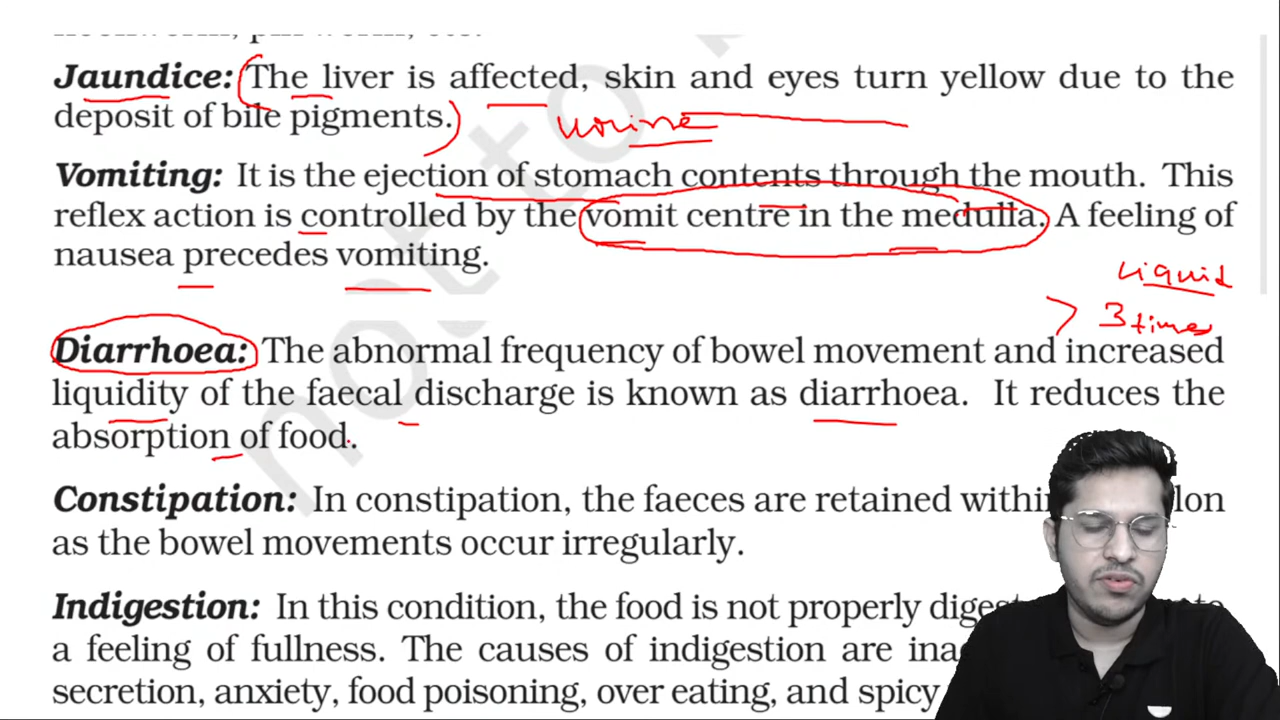 Jaundice: The liver is affected, skin and eyes turn yellow due to the
deposit of bile pigments.
Vomiting: It is the ejection of stomach contents through the mouth. This
reflex action is controlled by the vomit centre in the medulla. A feeling of
nausea precedes vomiting.
Liquid
> 3 times
Diarrhoea: The abnormal frequency of bowel movement and increased
liquidity of the faecal discharge is known as diarrhoea. It reduces the
absorption of food.
Constipation: In constipation, the faeces are retained within
as the bowel movements occur irregularly.
Indigestion: In this condition, the food is not properly
a feeling of fullness. The causes of indigestion are
secretion, anxiety, food poisoning, over eating, and spicy
not to